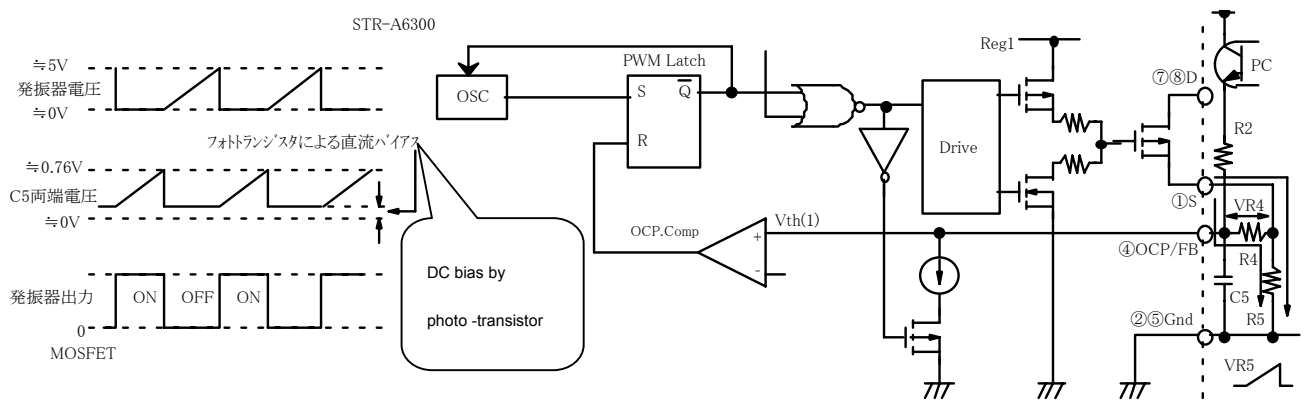 STR-A6300
≒5V
発振器電圧
≒0V
フォトトランジスタによる直流バイアス
≒0.76V
C5両端電圧
≒0V
発振器出力
ON
OFF
ON
0
MOSFET
DC bias by
photo -transistor
OSC
PWM Latch
S
Q
R
OCP.Comp
Vth(1)
+
-
Drive
Reg1
⑦⑧D
PC
R2
①S
VR4
④OCP/FB
R4
C5
R5
②⑤Gnd
VR5